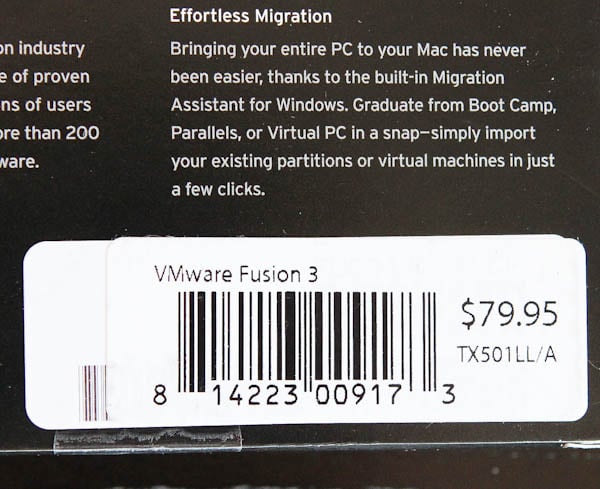 on industry
e of proven
ns of users
ore than 200
ware.
Effortless Migration
Bringing your entire PC to your Mac has never
been easier, thanks to the built-in Migration
Assistant for Windows. Graduate from Boot Camp,
Parallels, or Virtual PC in a snap—simply import
your existing partitions or virtual machines in just
a few clicks.
VMware Fusion 3
$79.95
TX501LL/A
8 14223 00917 3